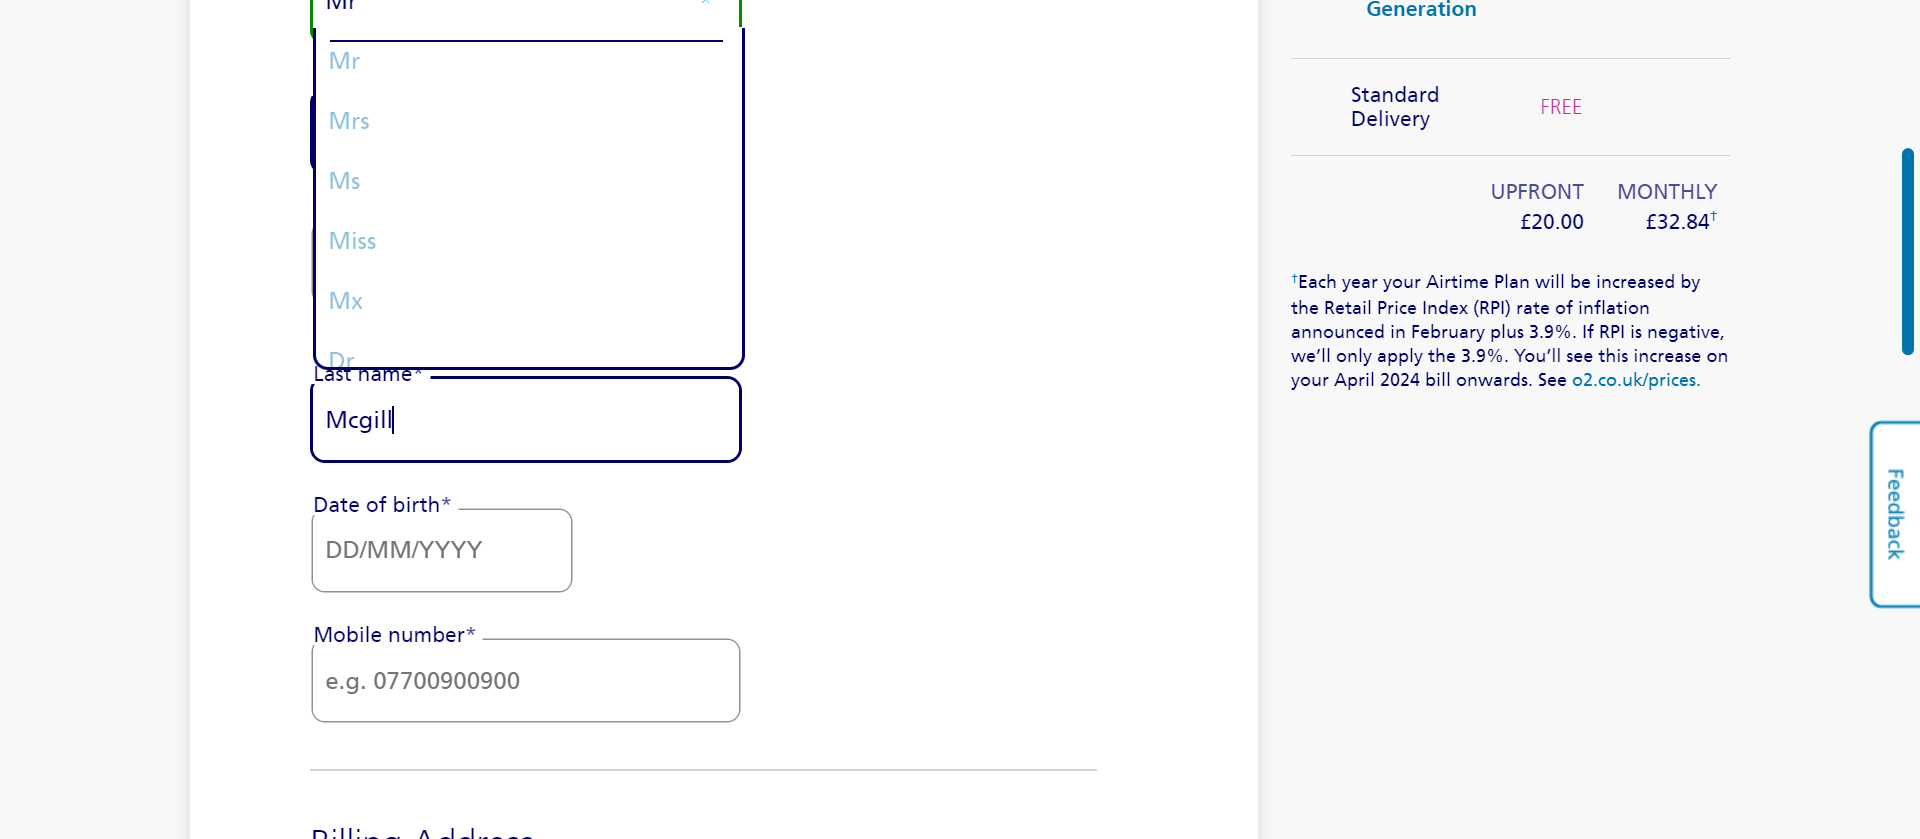 Mr
Mr
Mrs
Ms
Miss
Mx
Dr
Last name*
Mcgill
Date of birth*
DD/MM/YYYY
Mobile number*
e.g. 07700900900
Billing Address
Generation
Standard
Delivery
FREE
UPFRONT MONTHLY
£20.00 £32.84†
†Each year your Airtime Plan will be increased by
the Retail Price Index (RPI) rate of inflation
announced in February plus 3.9%. If RPI is negative,
we’ll only apply the 3.9%. You’ll see this increase on
your April 2024 bill onwards. See o2.co.uk/prices.
Feedback